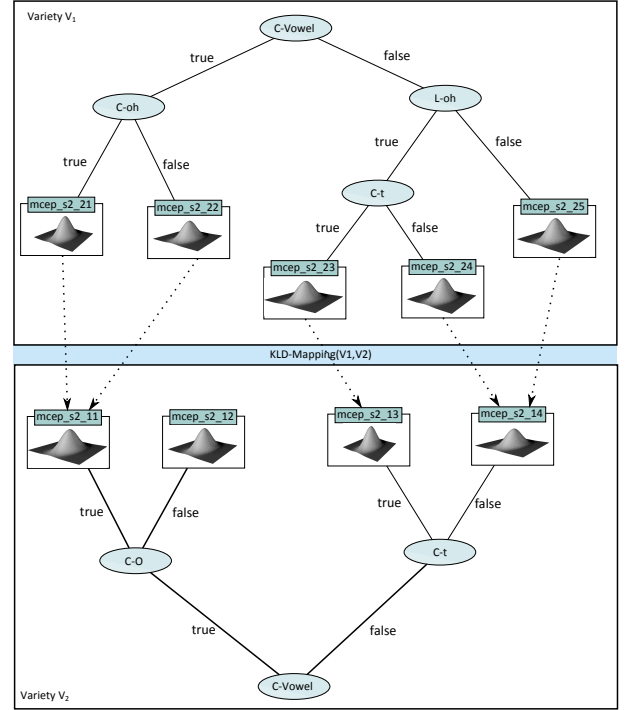 Variety V₁
C-Vowel
true
false
C-oh
L-oh
true
false
true
false
C-t
mcep_s2_21
mcep_s2_22
mcep_s2_25
true
false
mcep_s2_23
mcep_s2_24
KLD-Mapping(V1,V2)
mcep_s2_11
mcep_s2_12
mcep_s2_13
mcep_s2_14
true
false
true
false
C-O
C-t
true
false
C-Vowel
Variety V₂